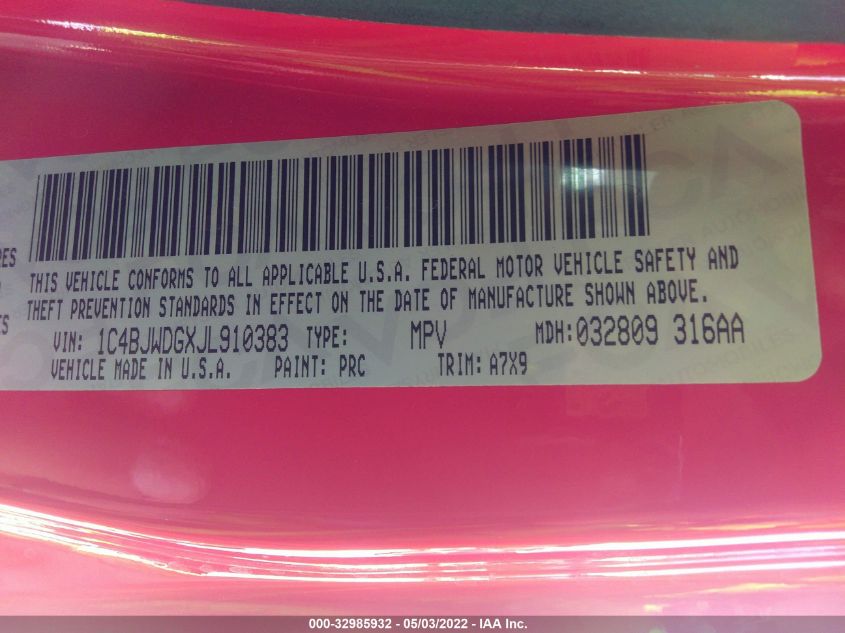 RES
THIS VEHICLE CONFORMS TO ALL APPLICABLE U.S.A. FEDERAL MOTOR VEHICLE SAFETY AND
THEFT PREVENTION STANDARDS IN EFFECT ON THE DATE OF MANUFACTURE SHOWN ABOVE.
ES
VIN: 1C4BJWDGXJL910383 TYPE: MPV MDH: 032809 316AA
VEHICLE MADE IN U.S.A. PAINT: PRC TRIM: A7X9
000-32985932 - 05/03/2022 - IAA Inc.